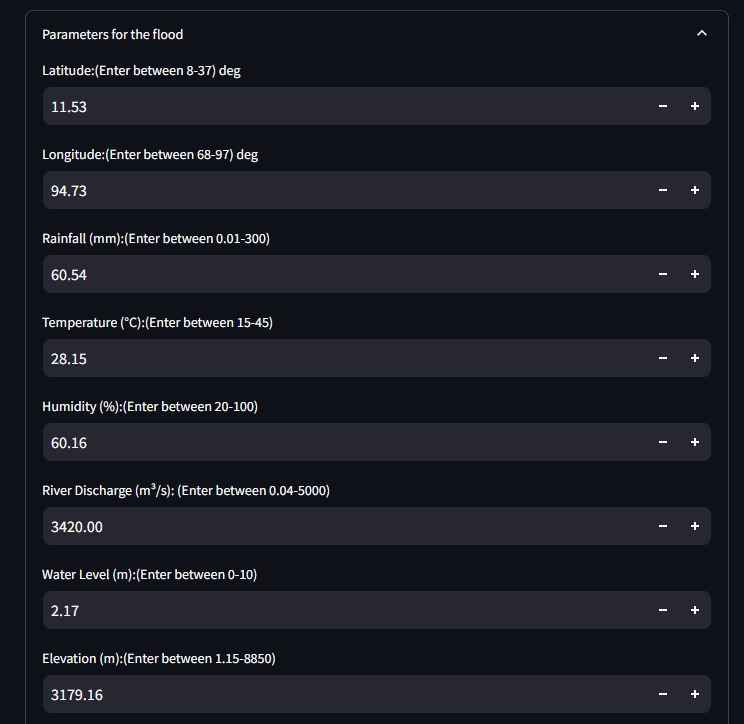 Parameters for the flood
Latitude:(Enter between 8-37) deg
11.53
Longitude:(Enter between 68-97) deg
94.73
Rainfall (mm):(Enter between 0.01-300)
60.54
Temperature (°C):(Enter between 15-45)
28.15
Humidity (%):(Enter between 20-100)
60.16
River Discharge (m³/s): (Enter between 0.04-5000)
3420.00
Water Level (m):(Enter between 0-10)
2.17
Elevation (m):(Enter between 1.15-8850)
3179.16